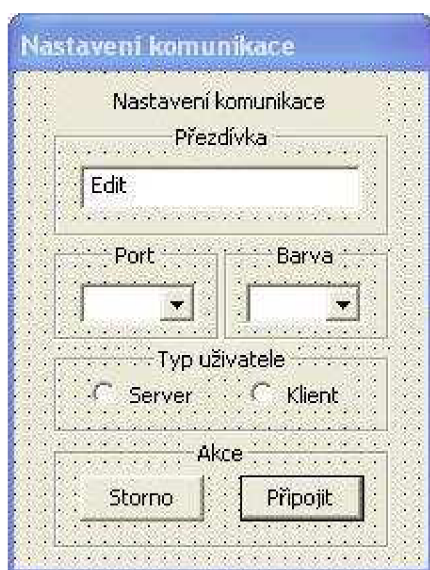 Nastavení komunikace
Nastavení komunikace
Přezdívka
Edit
Port Barva
Typ uživatele
Server Klient
Akce
Storno Připojit